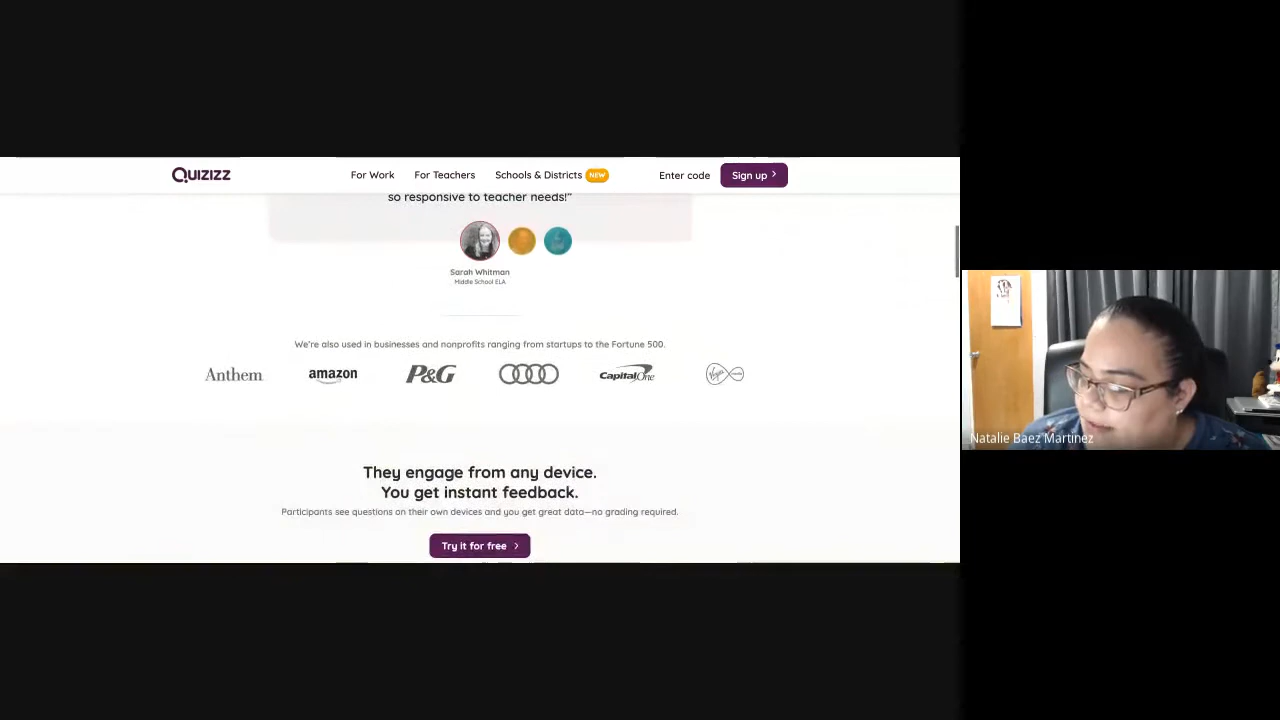 Quizizz
For Work For Teachers Schools & Districts NEW Enter code Sign up
so responsive to teacher needs!"
Sarah Whitman
Middle School ELA
We're also used in businesses and nonprofits ranging from startups to the Fortune 500.
Anthem amazon P&G CapitalOne Virgin
They engage from any device.
You get instant feedback.
Participants see questions on their own devices and you get great data—no grading required.
Try it for free
Natalie Baez Martinez